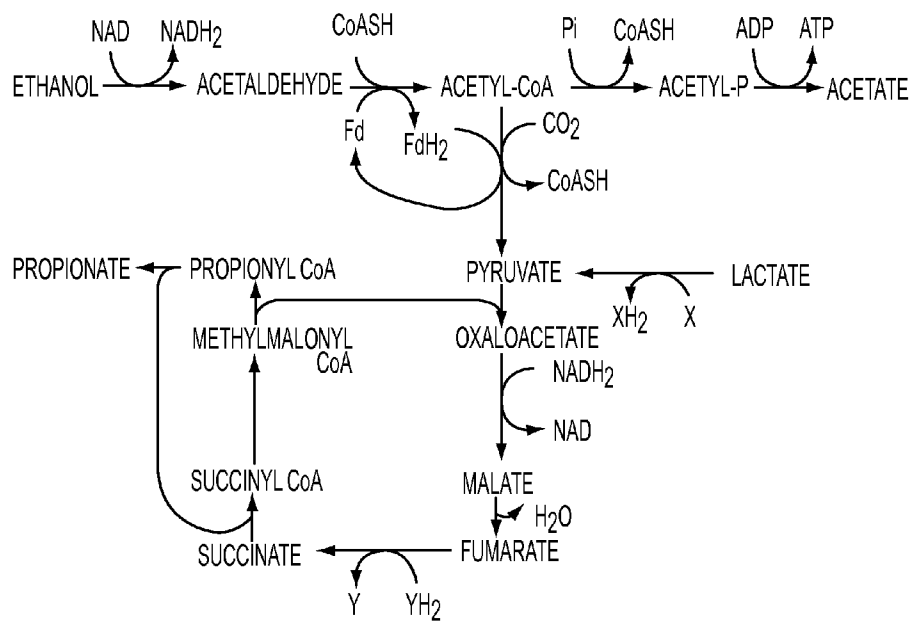 NAD NADH2 CoASH Pi CoASH ADP ATP
ETHANOL ACETALDEHYDE ACETYL-CoA ACETYL-P ACETATE
Fd FdH2 CO2
CoASH
PROPIONATE PROPIONYL CoA PYRUVATE LACTATE
XH2 X
METHYLMALONYL OXALOACETATE
CoA
NADH2
NAD
SUCCINYL CoA MALATE
H2O
SUCCINATE FUMARATE
Y YH2